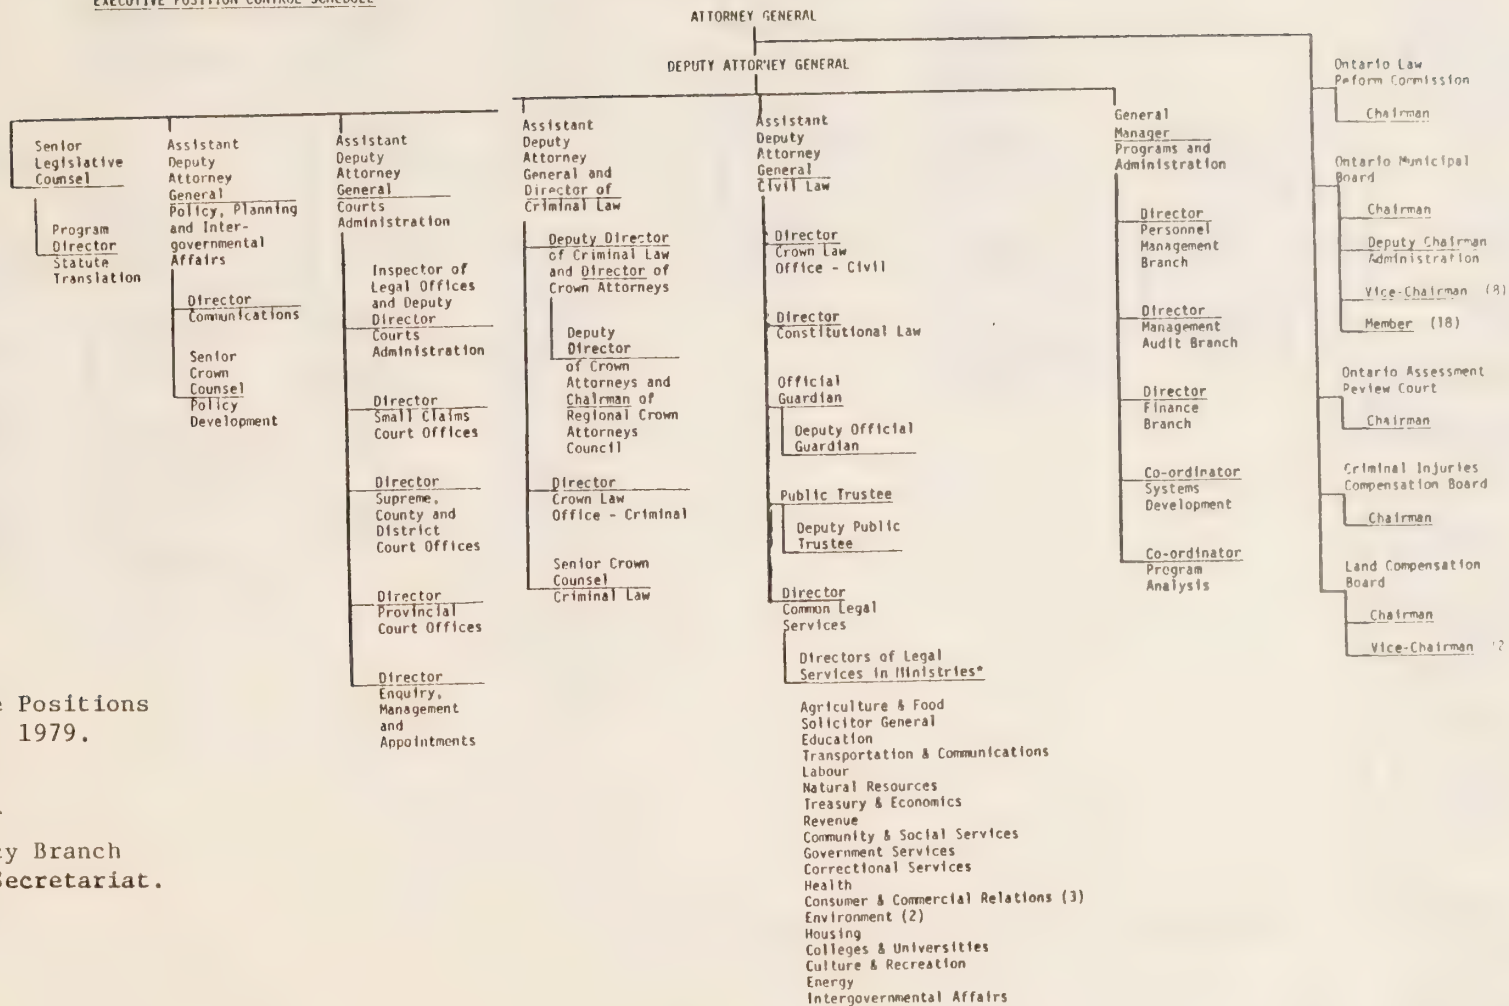 EXECUTIVE POSITION CONTROL SCHEDULE
ATTORNEY GENERAL
DEPUTY ATTORNEY GENERAL
Senior
Legislative
Counsel
Program
Director
Statute
Translation
Assistant
Deputy
Attorney
General
Policy, Planning
and Inter-
governmental
Affairs
Director
Communications
Senior
Crown
Counsel
Policy
Development
Assistant
Deputy
Attorney
General
Courts
Administration
Inspector of
Legal Offices
and Deputy
Director
Courts
Administration
Director
Small Claims
Court Offices
Director
Supreme,
County and
District
Court Offices
Director
Provincial
Court Offices
Director
Enquiry,
Management
and
Appointments
Assistant
Deputy
Attorney
General and
Director of
Criminal Law
Deputy Director
of Criminal Law
and Director of
Crown Attorneys
Deputy
Director
of Crown
Attorneys and
Chairman of
Regional Crown
Attorneys
Council
Director
Crown Law
Office - Criminal
Senior Crown
Counsel
Criminal Law
Assistant
Deputy
Attorney
General
Civil Law
Director
Crown Law
Office - Civil
Director
Constitutional Law
Official
Guardian
Deputy Official
Guardian
Public Trustee
Deputy Public
Trustee
Director
Common Legal
Services
Directors of Legal
Services in Ministries*
Agriculture & Food
Solicitor General
Education
Transportation & Communications
Labour
Natural Resources
Treasury & Economics
Revenue
Community & Social Services
Government Services
Correctional Services
Health
Consumer & Commercial Relations (3)
Environment (2)
Housing
Colleges & Universities
Culture & Recreation
Energy
Intergovernmental Affairs
General
Manager
Programs and
Administration
Director
Personnel
Management
Branch
Director
Management
Audit Branch
Director
Finance
Branch
Co-ordinator
Systems
Development
Co-ordinator
Program
Analysis
Ontario Law
Reform Commission
Chairman
Ontario Municipal
Board
Chairman
Deputy Chairman
Administration
Vice-Chairman (8)
Member (18)
Ontario Assessment
Review Court
Chairman
Criminal Injuries
Compensation Board
Chairman
Land Compensation
Board
Chairman
Vice-Chairman
Positions
1979.
Branch
Secretariat.